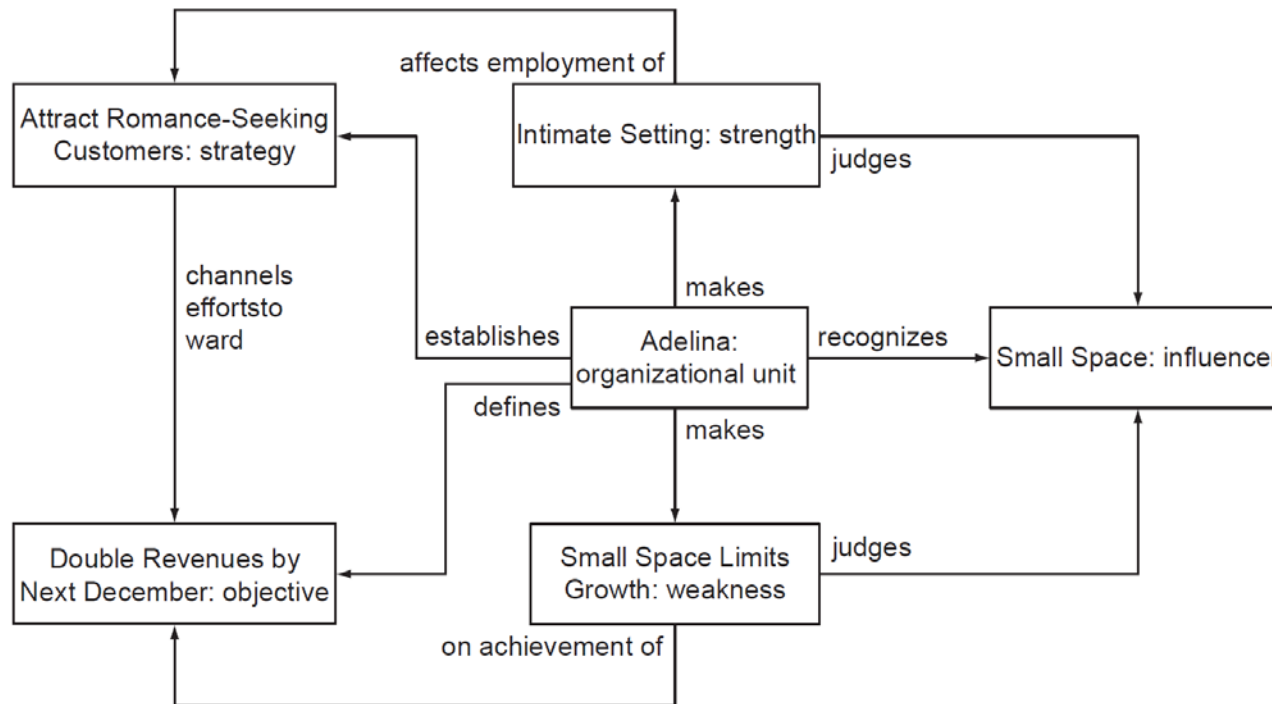 affects employment of
Attract Romance-Seeking
Customers: strategy
Intimate Setting: strength
judges
channels
effortsto
ward
makes
establishes
Adelina:
organizational unit
recognizes
Small Space: influencer
defines
makes
Double Revenues by
Next December: objective
Small Space Limits
Growth: weakness
judges
on achievement of